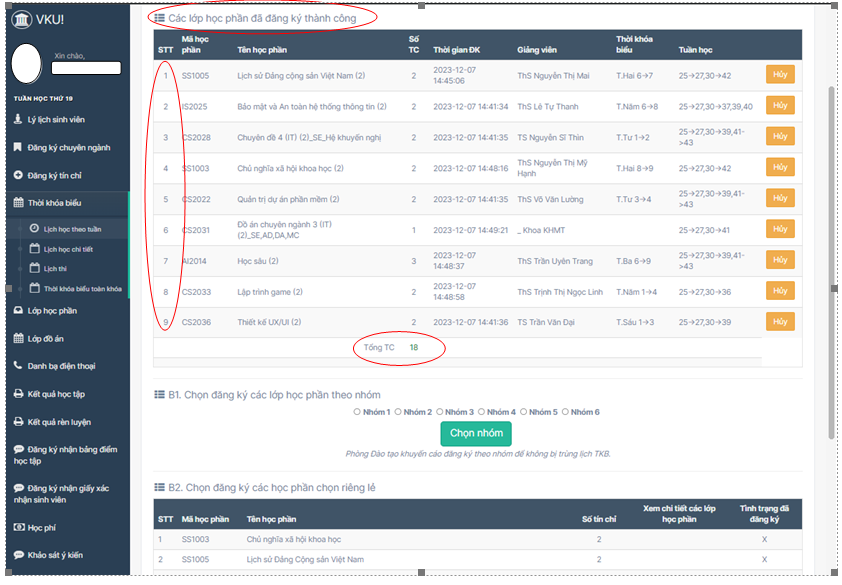 VKU!
Xin chào,
TUẦN HỌC THỨ 19
Lý lịch sinh viên
Đăng ký chuyên ngành
Đăng ký tín chỉ
Thời khóa biểu
Lịch học theo tuần
Lịch học chi tiết
Lịch thi
Thời khóa biểu toàn khóa
Lớp học phần
Lớp đồ án
Danh bạ điện thoại
Kết quả học tập
Kết quả rèn luyện
Đăng ký nhận bảng điểm
học tập
Đăng ký nhận giấy xác
nhận sinh viên
Học phí
Khảo sát ý kiến
Các lớp học phần đã đăng ký thành công
STT Mã học phần Tên học phần Số TC Thời gian ĐK Giảng viên Thời khóa biểu Tuần học
1 SS1005 Lịch sử Đảng cộng sản Việt Nam (2) 2 2023-12-07 14:45:06 ThS Nguyễn Thị Mai T.Hai 6->7 25->27,30->42 Hủy
2 IS2025 Bảo mật và An toàn hệ thống thông tin (2) 2 2023-12-07 14:41:34 ThS Lê Tự Thanh T.Năm 6->8 25->27,30->37,39,40 Hủy
3 CS2028 Chuyên đề 4 (IT) (2)_SE_Hệ khuyến nghị 2 2023-12-07 14:41:35 TS Nguyễn Sĩ Thìn T.Tư 1->2 25->27,30->39,41->43 Hủy
4 SS1003 Chủ nghĩa xã hội khoa học (2) 2 2023-12-07 14:48:16 ThS Nguyễn Thị Mỹ Hạnh T.Hai 8->9 25->27,30->42 Hủy
5 CS2022 Quản trị dự án phần mềm (2) 2 2023-12-07 14:41:35 ThS Võ Văn Lường T.Tư 3->4 25->27,30->39,41->43 Hủy
6 CS2031 Đồ án chuyên ngành 3 (IT) (2)_SE,AD,DA,MC 1 2023-12-07 14:49:21 _ Khoa KHMT 25->27,30->41 Hủy
7 AI2014 Học sâu (2) 3 2023-12-07 14:48:37 ThS Trần Uyên Trang T.Ba 6->9 25->27,30->39,41->43 Hủy
8 CS2033 Lập trình game (2) 2 2023-12-07 14:48:58 ThS Trịnh Thị Ngọc Linh T.Năm 1->4 25->27,30->36 Hủy
9 CS2036 Thiết kế UX/UI (2) 2 2023-12-07 14:41:36 TS Trần Văn Đại T.Sáu 1->3 25->27,30->39 Hủy
Tổng TC 18
B1. Chọn đăng ký các lớp học phần theo nhóm
Nhóm 1 Nhóm 2 Nhóm 3 Nhóm 4 Nhóm 5 Nhóm 6
Chọn nhóm
Phòng Đào tạo khuyến cáo đăng ký theo nhóm để không bị trùng lịch TKB.
B2. Chọn đăng ký các học phần chọn riêng lẻ
STT Mã học phần Tên học phần Số tín chỉ Xem chi tiết các lớp học phần Tình trạng đã đăng ký
1 SS1003 Chủ nghĩa xã hội khoa học 2 X
2 SS1005 Lịch sử Đảng Cộng sản Việt Nam 2 X